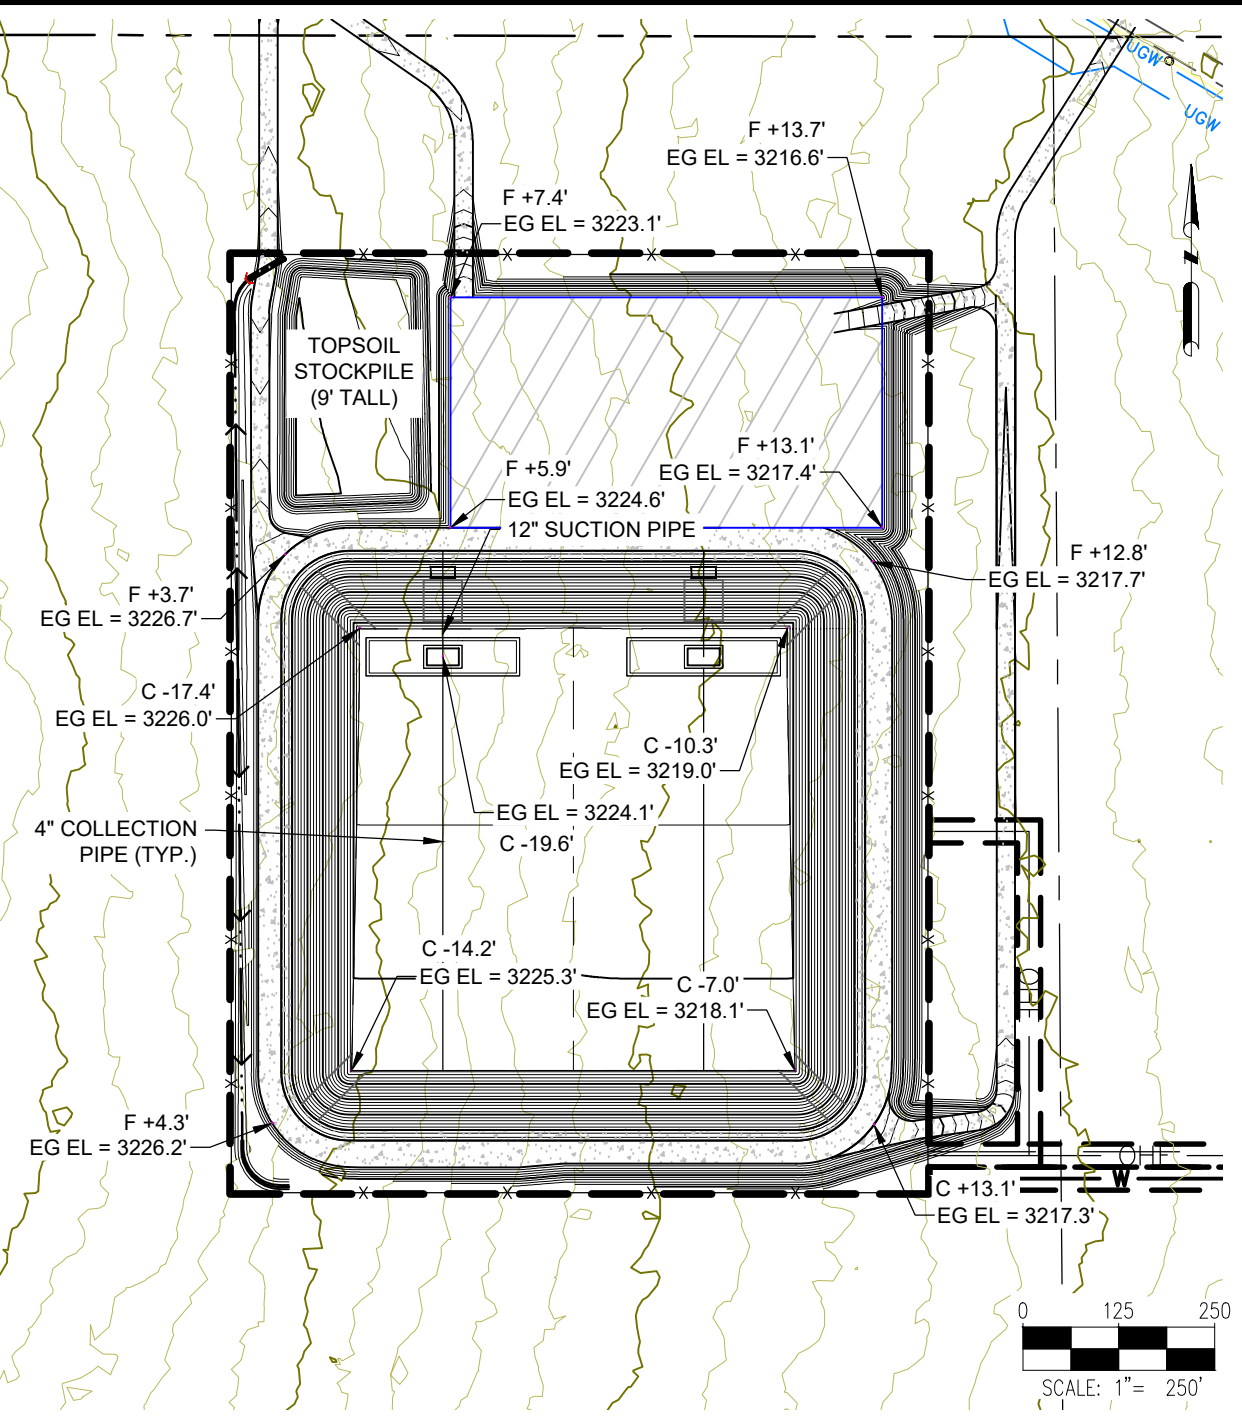 UGW
UGW
F +13.7'
EG EL = 3216.6'
F +7.4'
EG EL = 3223.1'
N
TOPSOIL
STOCKPILE
(9' TALL)
F +13.1'
EG EL = 3217.4'
F +5.9'
EG EL = 3224.6'
12" SUCTION PIPE
F +12.8'
EG EL = 3217.7'
F +3.7'
EG EL = 3226.7'
C -17.4'
EG EL = 3226.0'
C -10.3'
EG EL = 3219.0'
EG EL = 3224.1'
C -19.6'
4" COLLECTION
PIPE (TYP.)
C -14.2'
EG EL = 3225.3'
C -7.0'
EG EL = 3218.1'
F +4.3'
EG EL = 3226.2'
W
C +13.1'
EG EL = 3217.3'
0 125 250
SCALE: 1"= 250'